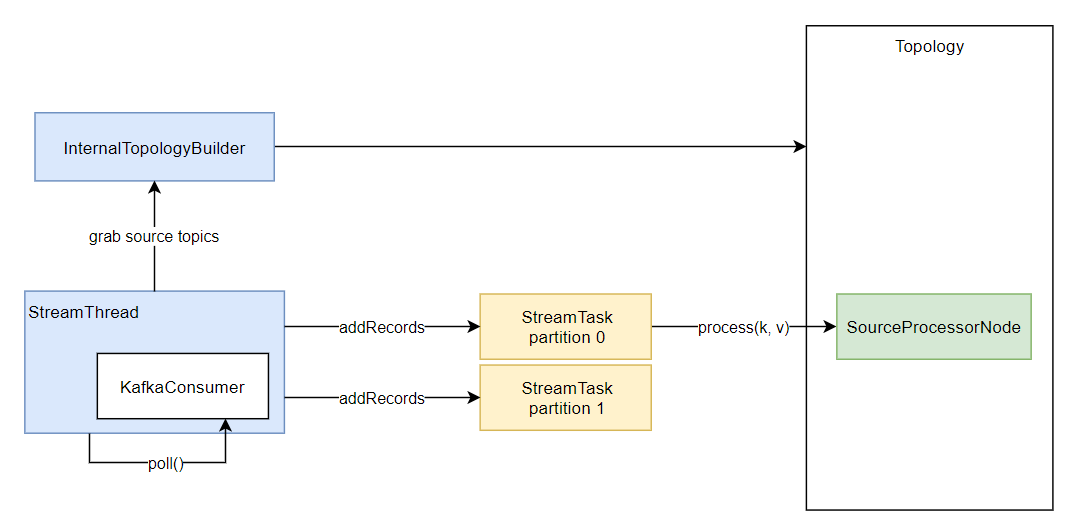 Topology
InternalTopologyBuilder
grab source topics
StreamThread
KafkaConsumer
poll()
addRecords
StreamTask
partition 0
process(k, v)
SourceProcessorNode
addRecords
StreamTask
partition 1